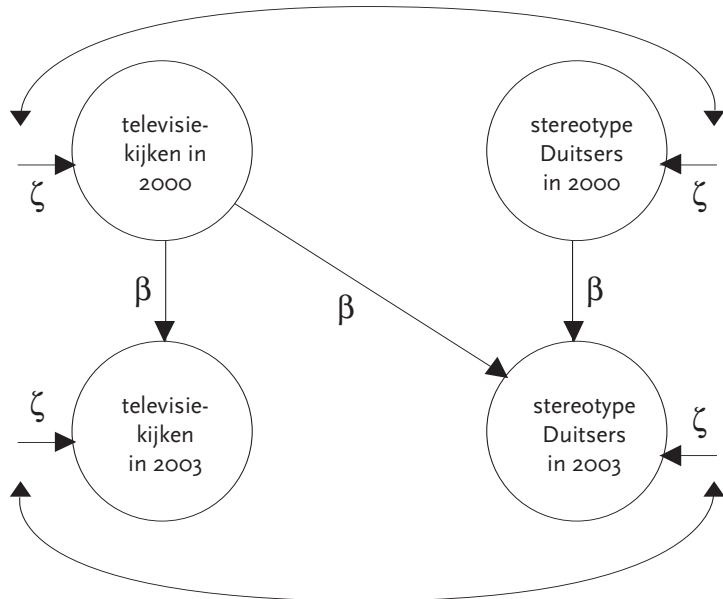 televisie-
kijken in
2000
stereotype
Duitsers
in 2000
ζ
ζ
β
β
β
ζ
televisie-
kijken
in 2003
stereotype
Duitsers
in 2003
ζ